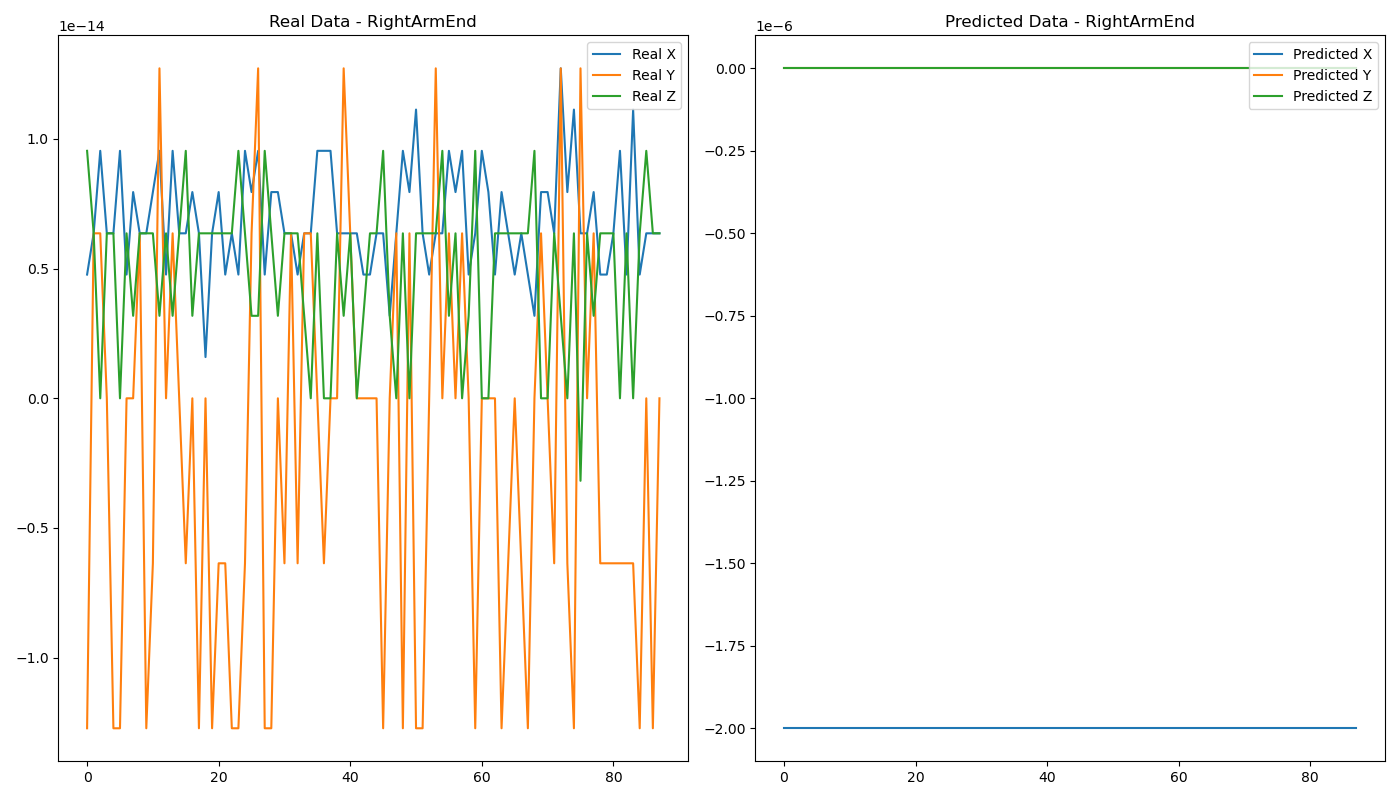 Real Data - RightArmEnd
1e−14
Real X
Real Y
Real Z
1.0
0.5
0.0
−0.5
−1.0
0 20 40 60 80
Predicted Data - RightArmEnd
1e−6
Predicted X
Predicted Y
Predicted Z
0.00
−0.25
−0.50
−0.75
−1.00
−1.25
−1.50
−1.75
−2.00
0 20 40 60 80